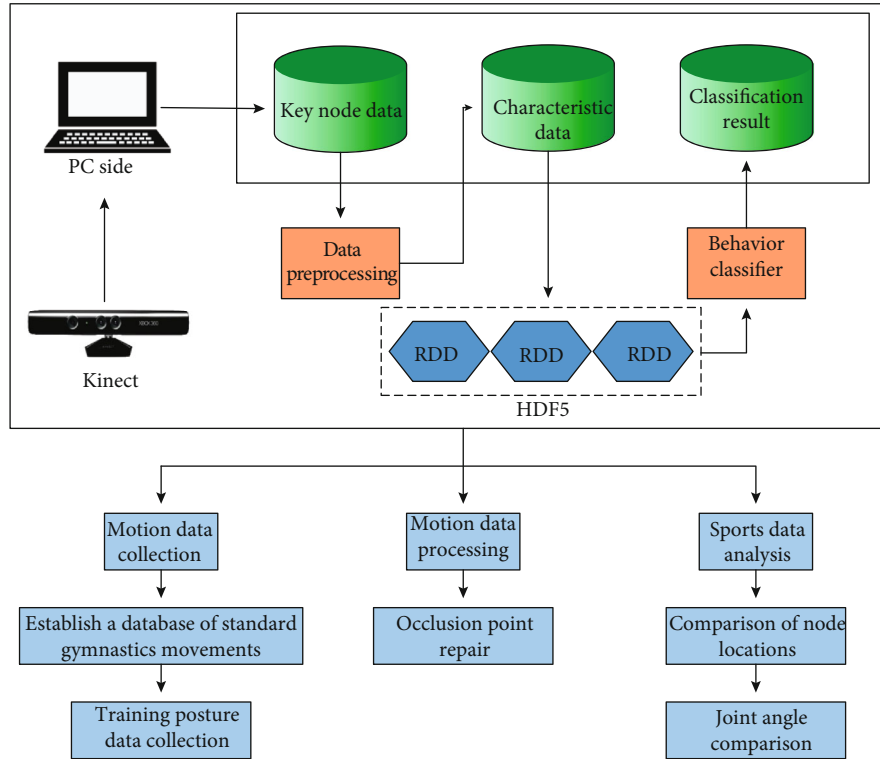 Key node data
Characteristic
data
Classification
result
PC side
Data
preprocessing
Behavior
classifier
XBOX 360
Kinect
RDD
RDD
RDD
HDF5
Motion data
collection
Motion data
processing
Sports data
analysis
Establish a database of standard
gymnastics movements
Occlusion point
repair
Comparison of node
locations
Training posture
data collection
Joint angle
comparison